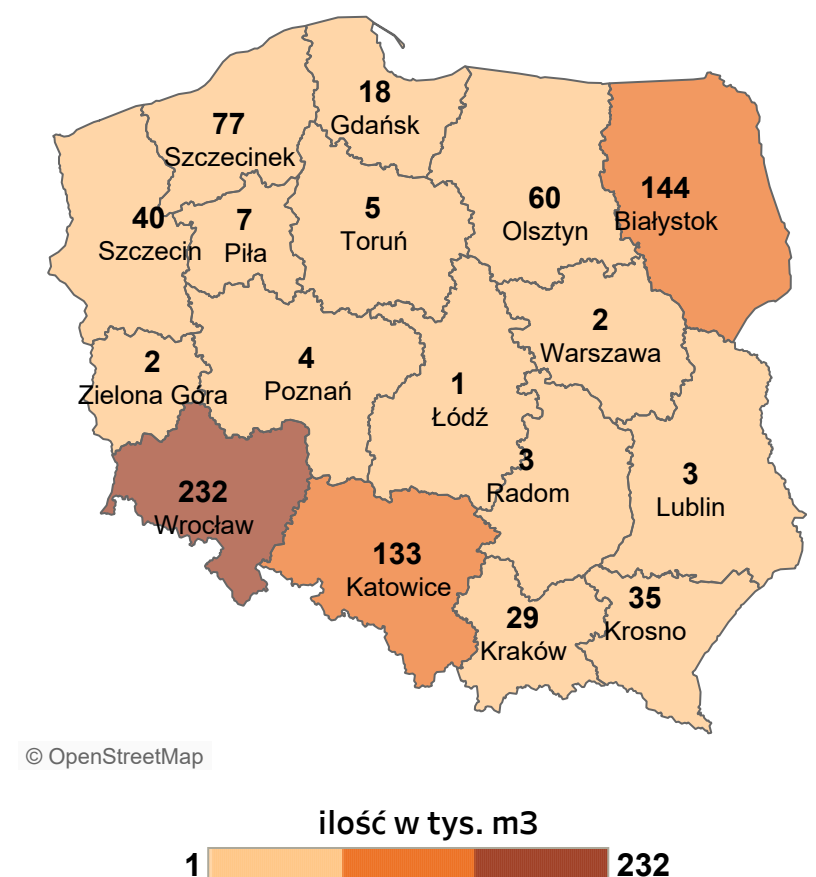 18
Gdańsk
77
Szczecinek
144
Białystok
60
Olsztyn
5
Toruń
40
Szczecin
7
Piła
2
Warszawa
2
Zielona Góra
4
Poznań
1
Łódź
3
Radom
3
Lublin
232
Wrocław
133
Katowice
35
Krosno
29
Kraków
© OpenStreetMap
ilość w tys. m3
1 232